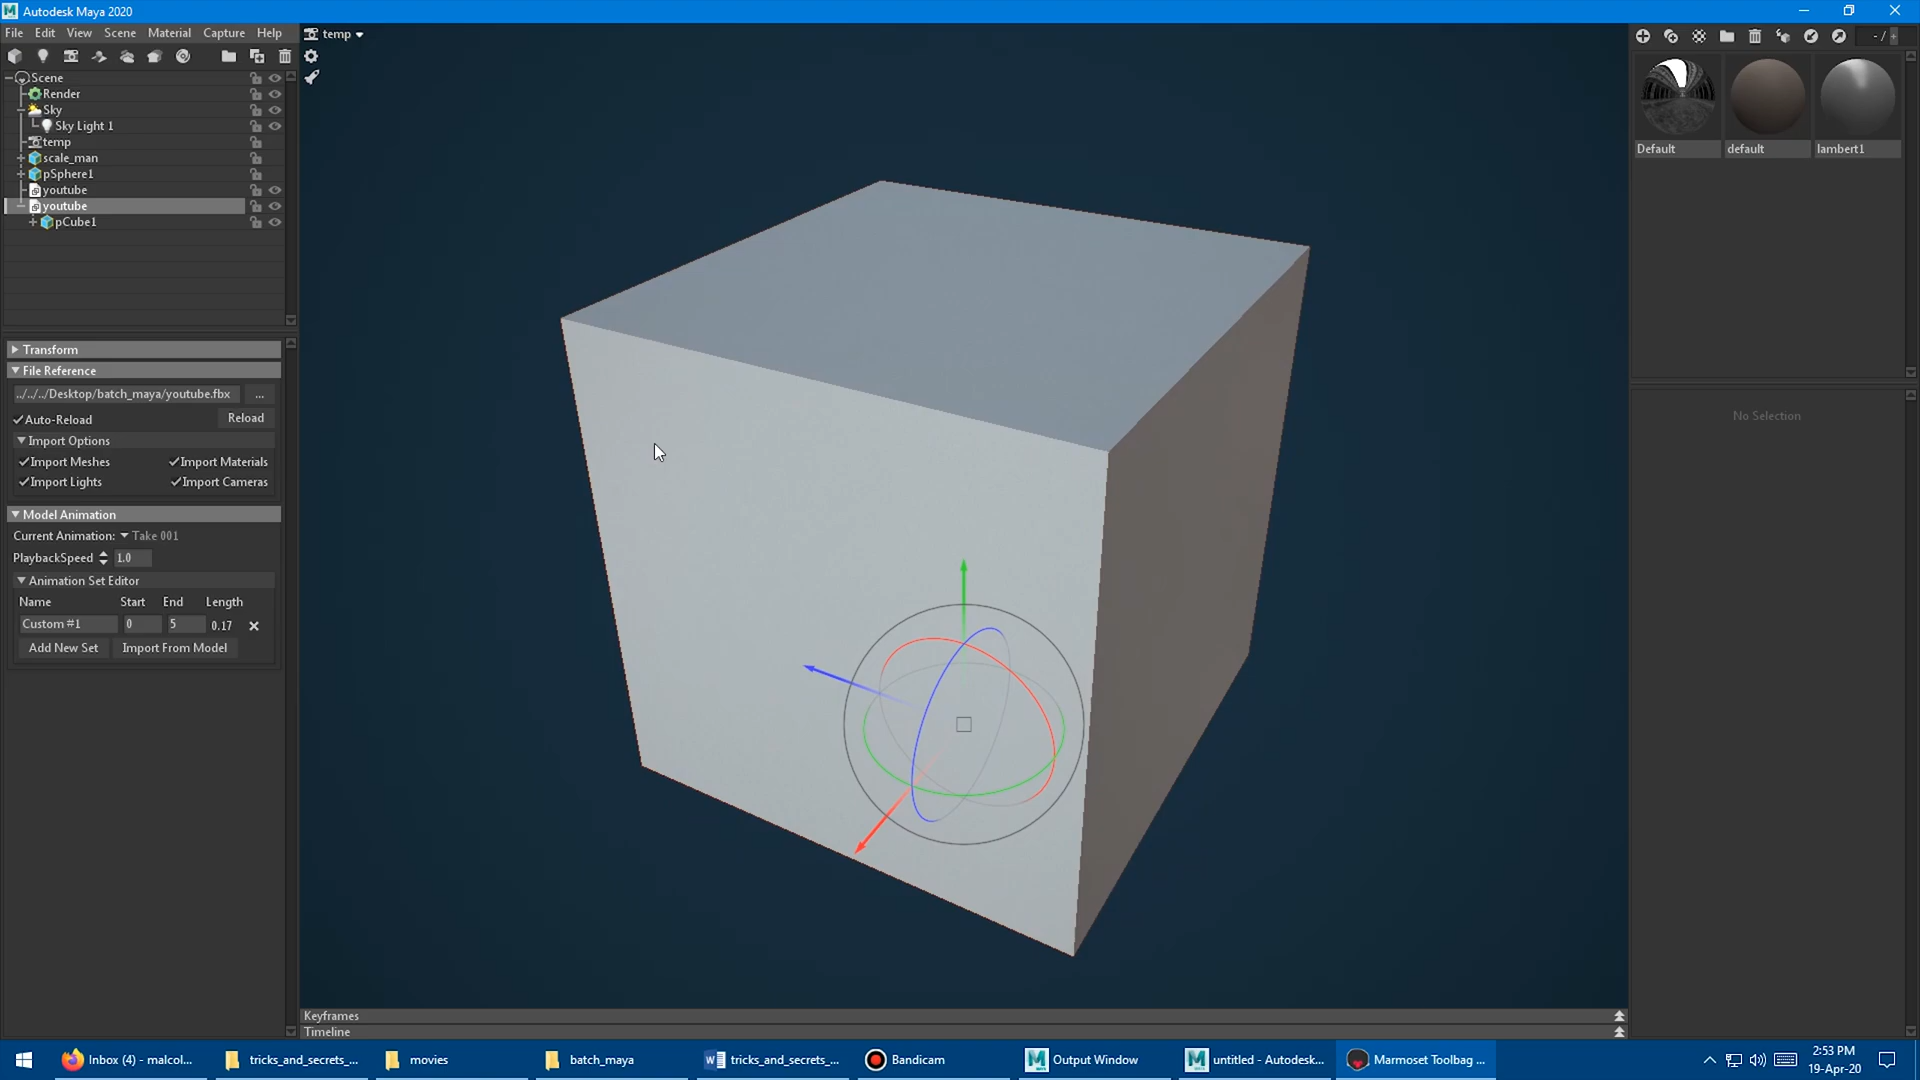 Autodesk Maya 2020
File Edit View Scene Material Capture Help
temp
- / +
Scene
Render
Sky
Sky Light 1
temp
scale_man
pSphere1
youtube
youtube
pCube1
Default
default
lambert1
Transform
File Reference
../../../Desktop/batch_maya/youtube.fbx ...
Auto-Reload Reload
Import Options
Import Meshes Import Materials
Import Lights Import Cameras
Model Animation
Current Animation: Take 001
PlaybackSpeed 1.0
Animation Set Editor
Name Start End Length
Custom #1 0 5 0.17
Add New Set Import From Model
No Selection
Keyframes
Timeline
Inbox (4) - malcol... tricks_and_secrets_... movies batch_maya tricks_and_secrets_... Bandicam Output Window untitled - Autodesk... Marmoset Toolbag ...
2:53 PM
19-Apr-20